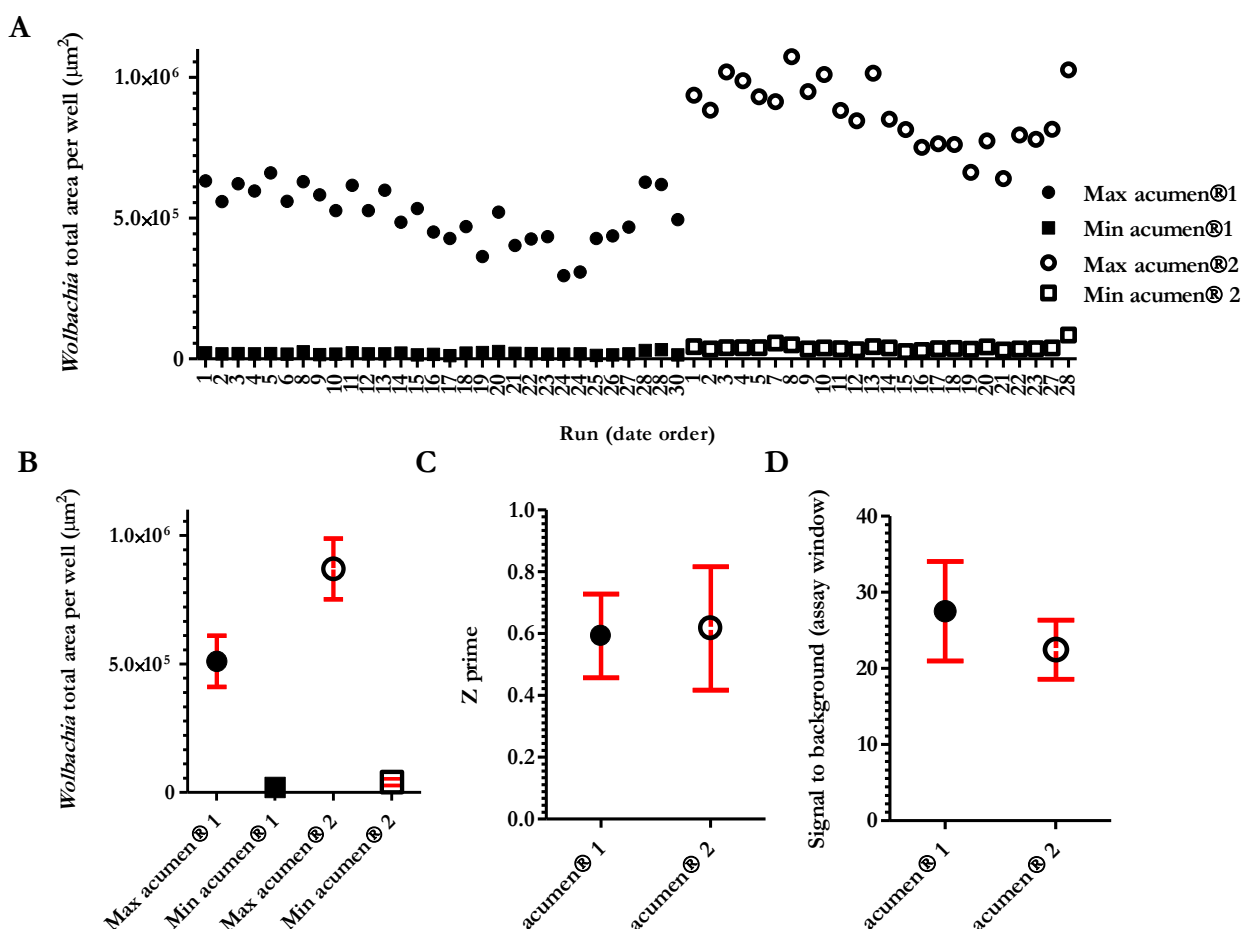 A
Wolbachia total area per well (µm²)
1.0×10⁶
5.0×10⁵
0
1 2 3 4 5 6 8 9 10 11 12 13 14 15 16 17 18 19 20 21 22 23 24 24 25 26 27 28 28 30 1 2 3 4 5 7 8 9 10 11 12 13 14 15 16 17 18 19 20 21 22 23 27 28
Run (date order)
Max acumen®1
Min acumen®1
Max acumen®2
Min acumen® 2
B
Wolbachia total area per well (µm²)
1.0×10⁶
5.0×10⁵
0
Max acumen® 1
Min acumen® 1
Max acumen® 2
Min acumen® 2
C
Z prime
1.0
0.8
0.6
0.4
0.2
0.0
acumen® 1
acumen® 2
D
Signal to background (assay window)
40
30
20
10
0
acumen® 1
acumen® 2